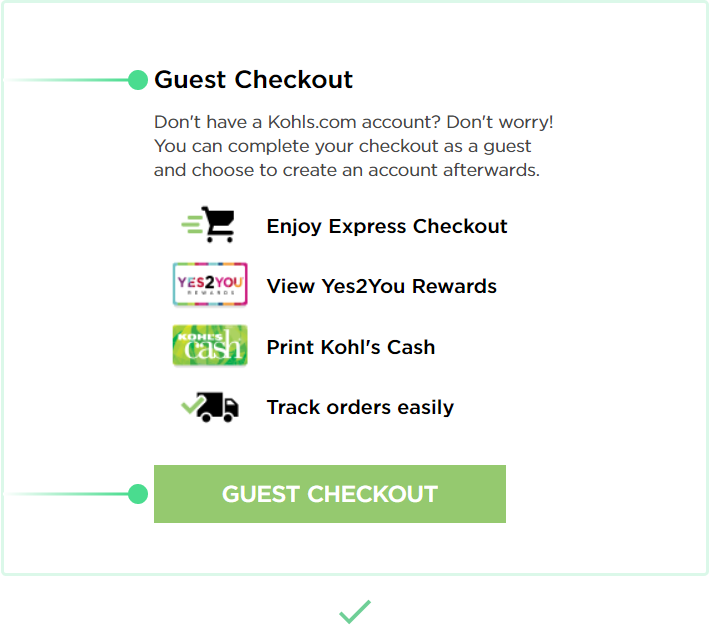 Guest Checkout
Don't have a Kohls.com account? Don't worry!
You can complete your checkout as a guest
and choose to create an account afterwards.
Enjoy Express Checkout
YES2YOU
REWARDS
View Yes2You Rewards
KOHL'S
cash
Print Kohl's Cash
Track orders easily
GUEST CHECKOUT